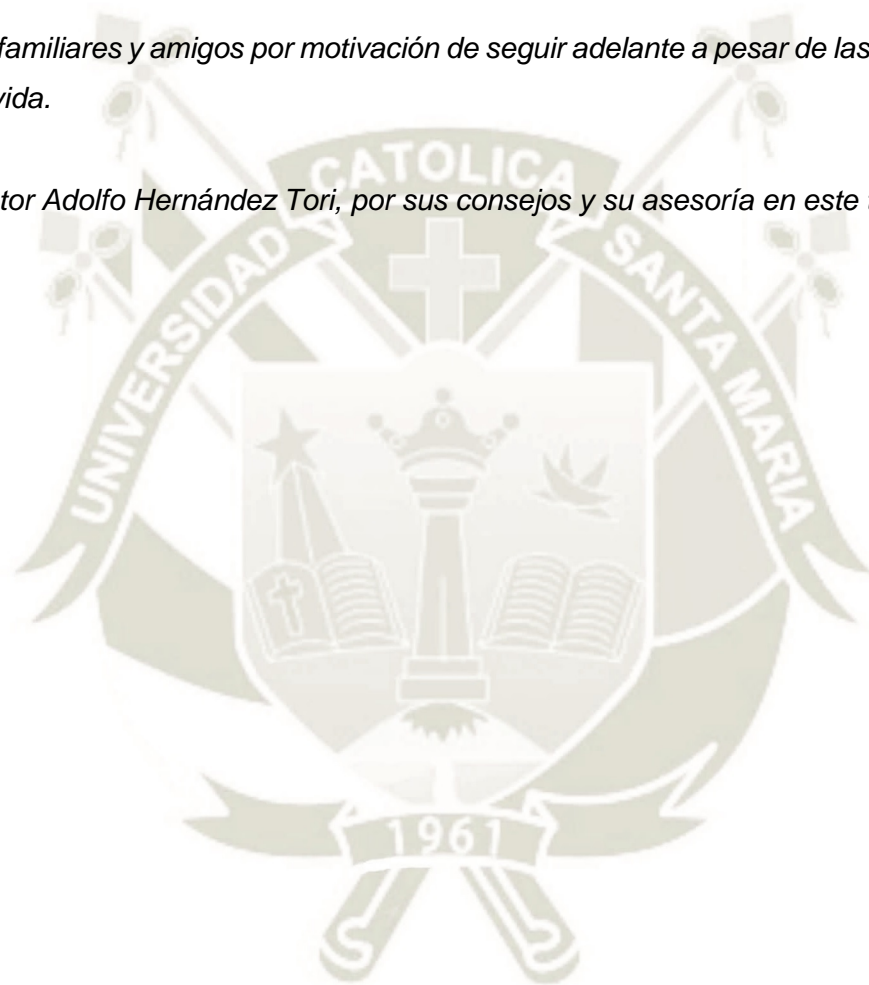 familiares y amigos por motivación de seguir adelante a pesar de las
vida.
tor Adolfo Hernández Tori, por sus consejos y su asesoría en este
CATOLICA
UNIVERSIDAD
SANTA MARIA
1961